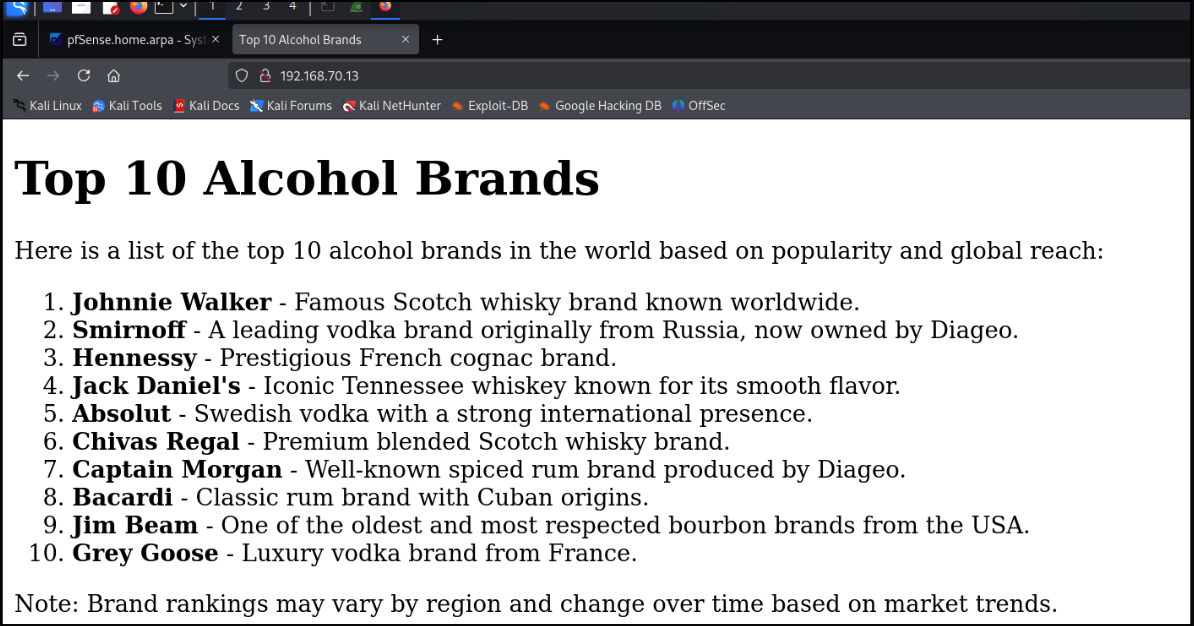 1 2 3 4
pfSense.home.arpa - Syst
Top 10 Alcohol Brands
192.168.70.13
Kali Linux Kali Tools Kali Docs Kali Forums Kali NetHunter Exploit-DB Google Hacking DB OffSec
Top 10 Alcohol Brands
Here is a list of the top 10 alcohol brands in the world based on popularity and global reach:
1. Johnnie Walker - Famous Scotch whisky brand known worldwide.
2. Smirnoff - A leading vodka brand originally from Russia, now owned by Diageo.
3. Hennessy - Prestigious French cognac brand.
4. Jack Daniel's - Iconic Tennessee whiskey known for its smooth flavor.
5. Absolut - Swedish vodka with a strong international presence.
6. Chivas Regal - Premium blended Scotch whisky brand.
7. Captain Morgan - Well-known spiced rum brand produced by Diageo.
8. Bacardi - Classic rum brand with Cuban origins.
9. Jim Beam - One of the oldest and most respected bourbon brands from the USA.
10. Grey Goose - Luxury vodka brand from France.
Note: Brand rankings may vary by region and change over time based on market trends.